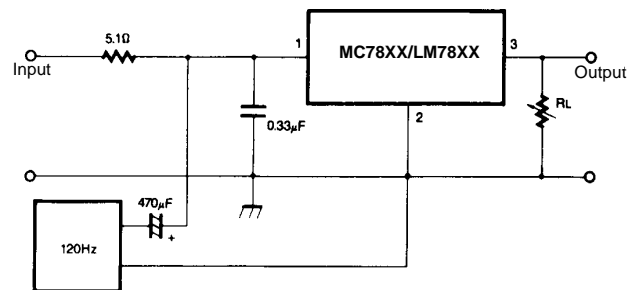 5.1Ω
Input
1
MC78XX/LM78XX
3
Output
0.33μF
2
RL
470μF
+
120Hz